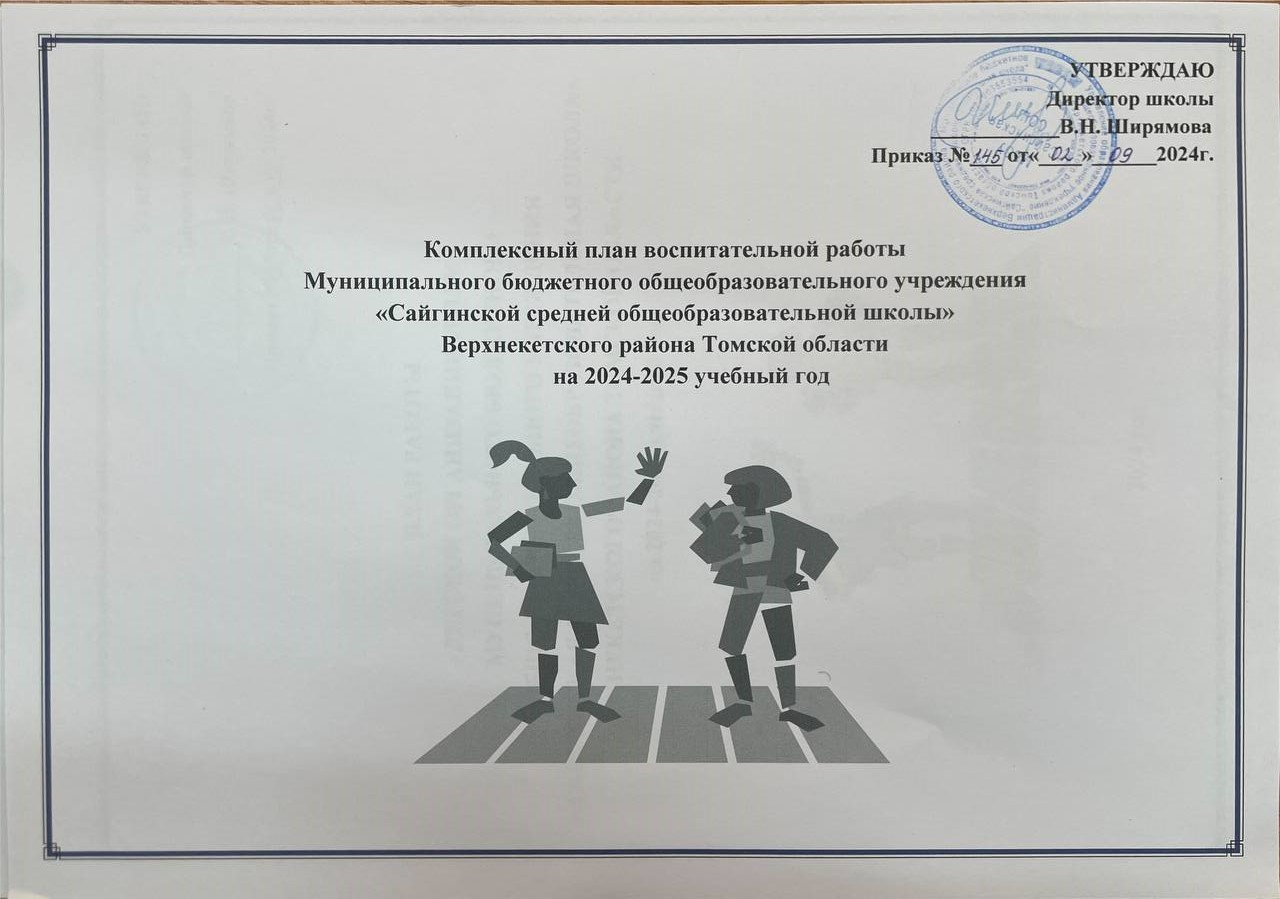 УТВЕРЖДАЮ
Директор школы
____________В.Н. Ширямова
Приказ №145 от«02»09 2024г.
Комплексный план воспитательной работы
Муниципального бюджетного общеобразовательного учреждения
«Сайгинской средней общеобразовательной школы»
Верхнекетского района Томской области
на 2024-2025 учебный год